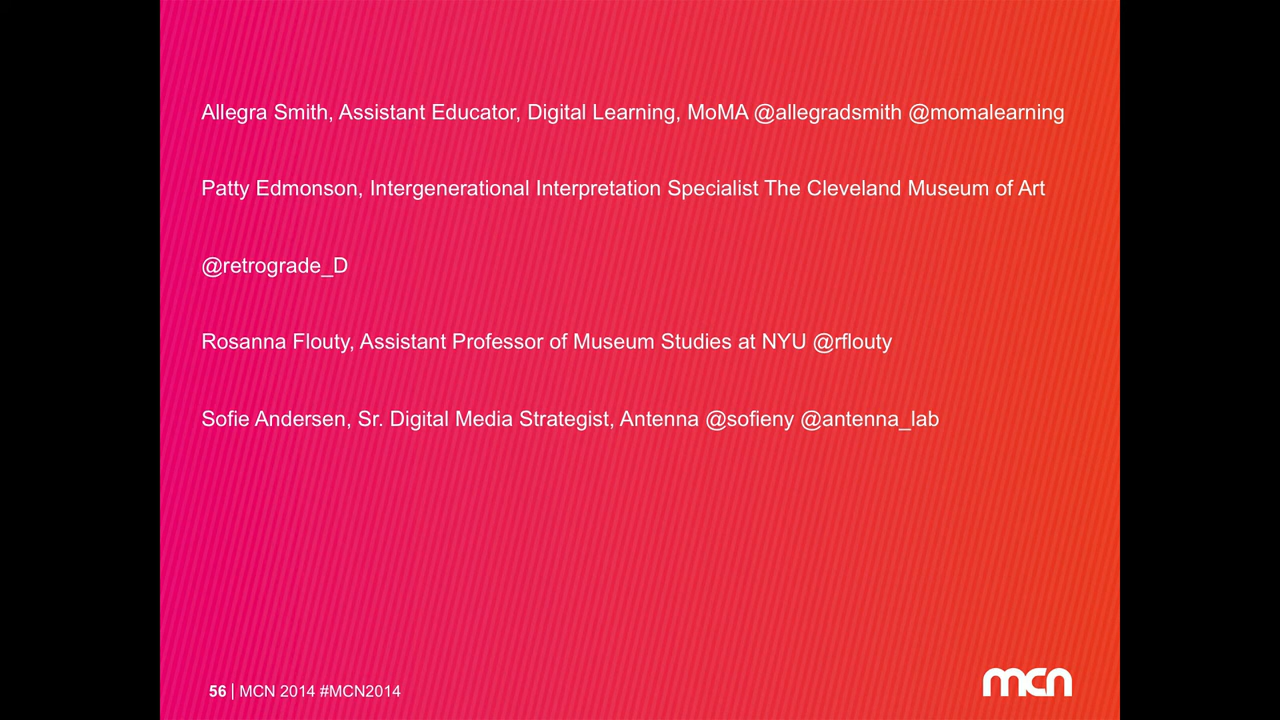 Allegra Smith, Assistant Educator, Digital Learning, MoMA @allegradsmith @momalearning
Patty Edmonson, Intergenerational Interpretation Specialist The Cleveland Museum of Art
@retrograde_D
Rosanna Flouty, Assistant Professor of Museum Studies at NYU @rflouty
Sofie Andersen, Sr. Digital Media Strategist, Antenna @sofieny @antenna_lab
56 | MCN 2014 #MCN2014
mcn